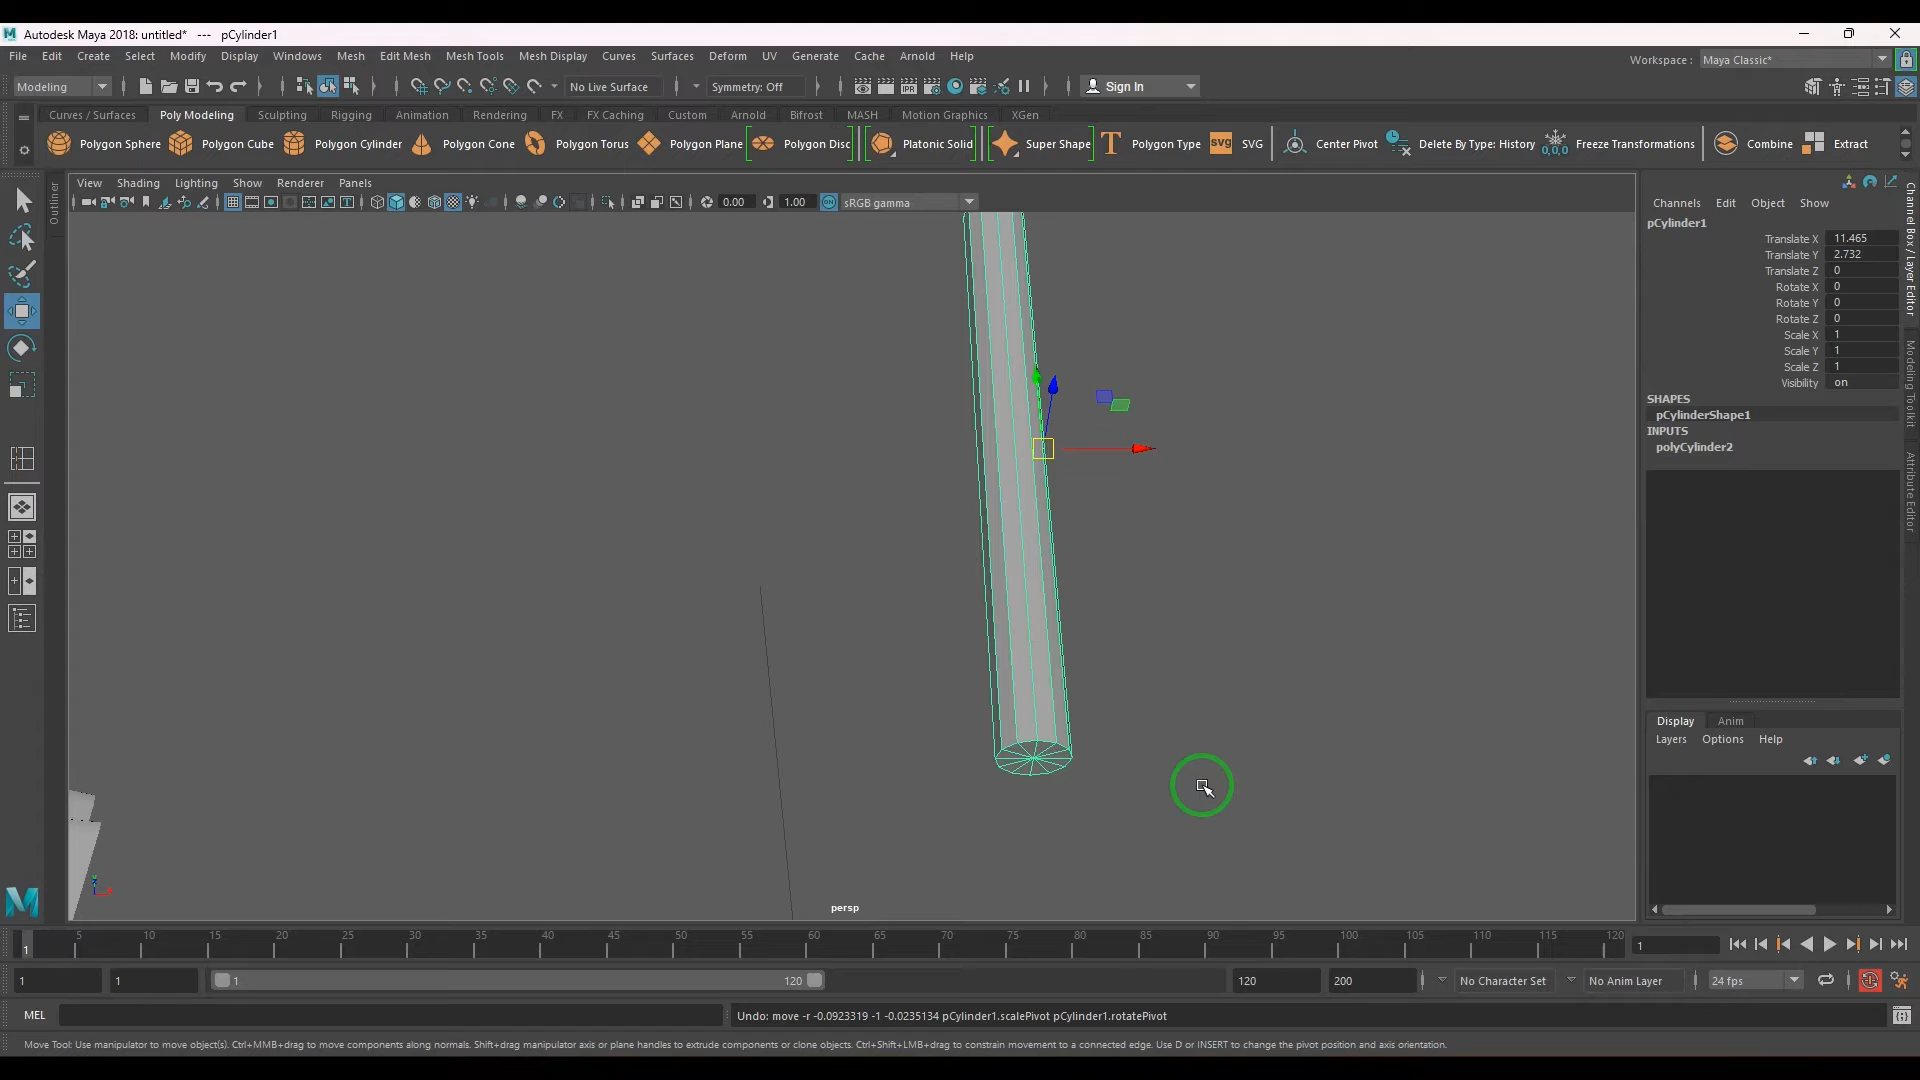 Autodesk Maya 2018: untitled* --- pCylinder1
File Edit Create Select Modify Display Windows Mesh Edit Mesh Mesh Tools Mesh Display Curves Surfaces Deform UV Generate Cache Arnold Help
Workspace : Maya Classic*
Modeling No Live Surface Symmetry: Off Sign In
Curves / Surfaces Poly Modeling Sculpting Rigging Animation Rendering FX FX Caching Custom Arnold Bifrost MASH Motion Graphics XGen
Polygon Sphere Polygon Cube Polygon Cylinder Polygon Cone Polygon Torus Polygon Plane Polygon Disc Platonic Solid Super Shape Polygon Type SVG Center Pivot Delete By Type: History Freeze Transformations Combine Extract
View Shading Lighting Show Renderer Panels
0.00 1.00 sRGB gamma
Outliner
Channels Edit Object Show
pCylinder1
Translate X 11.465
Translate Y 2.732
Translate Z 0
Rotate X 0
Rotate Y 0
Rotate Z 0
Scale X 1
Scale Y 1
Scale Z 1
Visibility on
SHAPES
pCylinderShape1
INPUTS
polyCylinder2
Channel Box / Layer Editor
Modeling Toolkit
Attribute Editor
Display Anim
Layers Options Help
persp
5 10 15 20 25 30 35 40 45 50 55 60 65 70 75 80 85 90 95 100 105 110 115 120
1 1
1 1 1 120 120 200 No Character Set No Anim Layer 24 fps
MEL Undo: move -r -0.0923319 -1 -0.0235134 pCylinder1.scalePivot pCylinder1.rotatePivot
Move Tool: Use manipulator to move object(s). Ctrl+MMB+drag to move components along normals. Shift+drag manipulator axis or plane handles to extrude components or clone objects. Ctrl+Shift+LMB+drag to constrain movement to a connected edge. Use D or INSERT to change the pivot position and axis orientation.